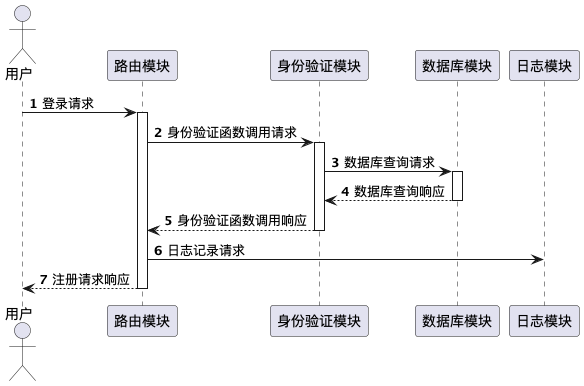 用户
路由模块
身份验证模块
数据库模块
日志模块
1 登录请求
2 身份验证函数调用请求
3 数据库查询请求
4 数据库查询响应
5 身份验证函数调用响应
6 日志记录请求
7 注册请求响应
用户
路由模块
身份验证模块
数据库模块
日志模块